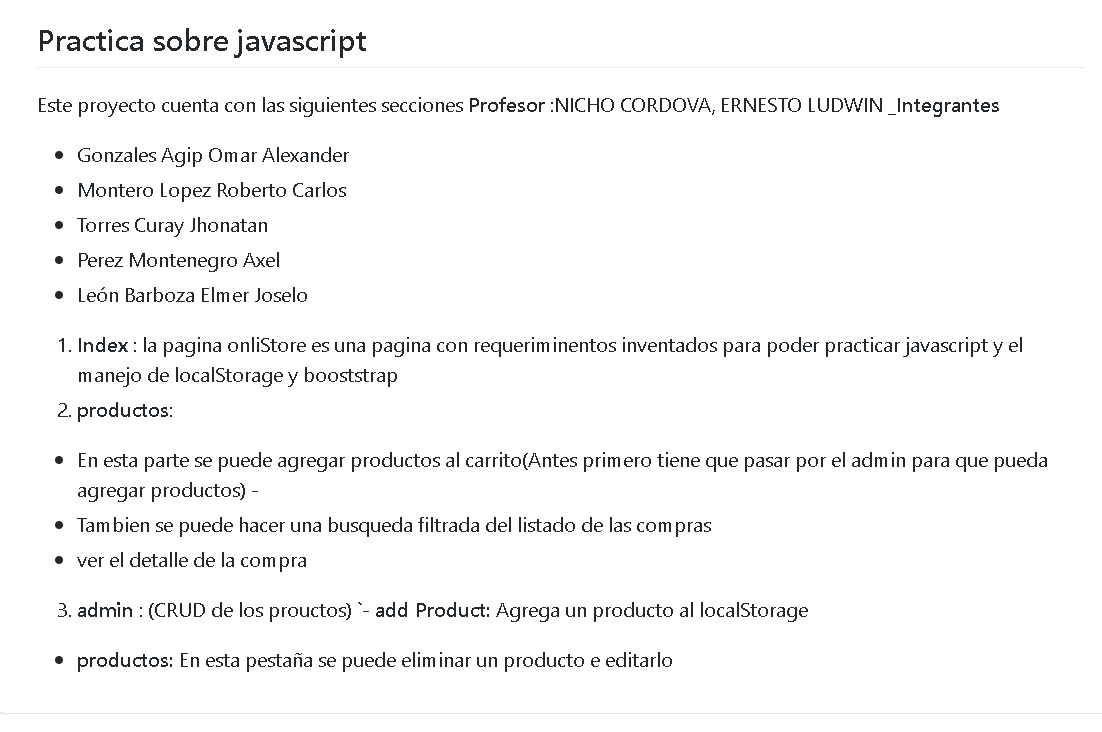 Practica sobre javascript
Este proyecto cuenta con las siguientes secciones Profesor :NICHO CORDOVA, ERNESTO LUDWIN _Integrantes
• Gonzales Agip Omar Alexander
• Montero Lopez Roberto Carlos
• Torres Curay Jhonatan
• Perez Montenegro Axel
• León Barboza Elmer Joselo
1. Index : la pagina onliStore es una pagina con requeriminentos inventados para poder practicar javascript y el
manejo de localStorage y booststrap
2. productos:
• En esta parte se puede agregar productos al carrito(Antes primero tiene que pasar por el admin para que pueda
agregar productos) -
• Tambien se puede hacer una busqueda filtrada del listado de las compras
• ver el detalle de la compra
3. admin : (CRUD de los prouctos) `- add Product: Agrega un producto al localStorage
• productos: En esta pestaña se puede eliminar un producto e editarlo